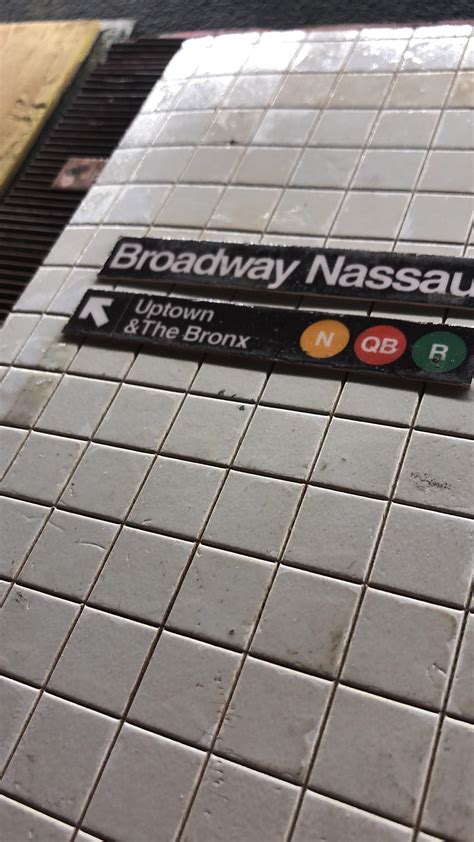 Broadway Nassau
Uptown
&The Bronx
N QB R